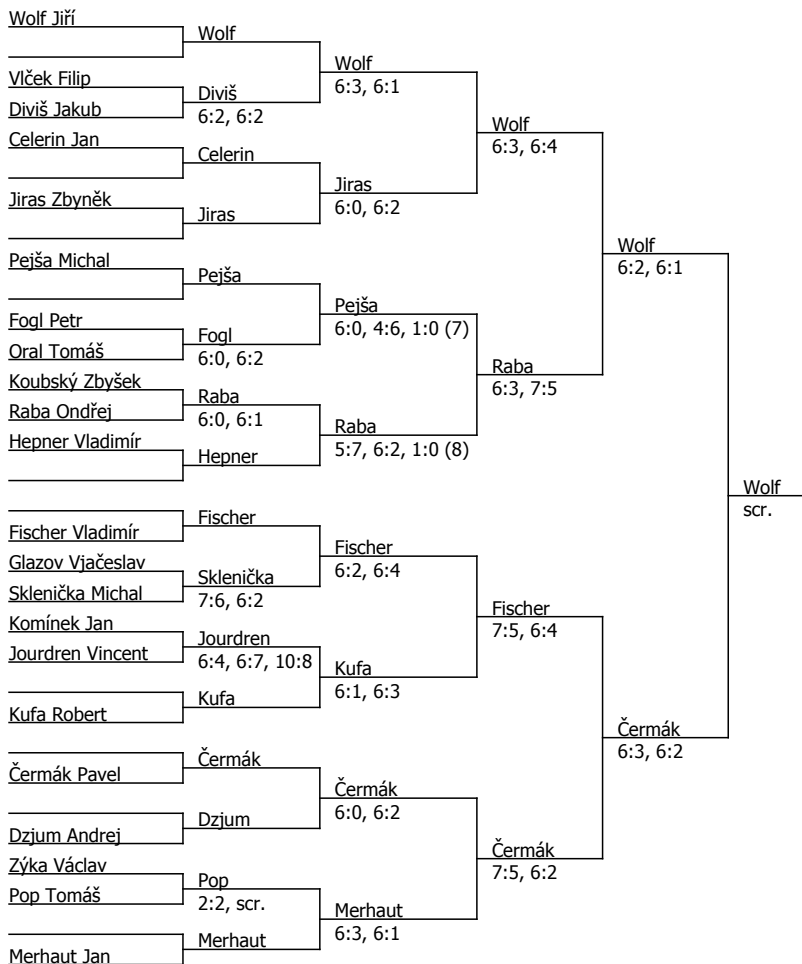 Wolf Jiří
Vlček Filip
Diviš Jakub
Celerin Jan
Jiras Zbyněk
Pejša Michal
Fogl Petr
Oral Tomáš
Koubský Zbyšek
Raba Ondřej
Hepner Vladimír
Fischer Vladimír
Glazov Vjačeslav
Sklenička Michal
Komínek Jan
Jourdren Vincent
Kufa Robert
Čermák Pavel
Dzjum Andrej
Zýka Václav
Pop Tomáš
Merhaut Jan
Wolf
Diviš
6:2, 6:2
Celerin
Jiras
Pejša
Fogl
6:0, 6:2
Raba
6:0, 6:1
Hepner
Fischer
Sklenička
7:6, 6:2
Jourdren
6:4, 6:7, 10:8
Kufa
Čermák
Dzjum
Pop
2:2, scr.
Merhaut
Wolf
6:3, 6:1
Jiras
6:0, 6:2
Pejša
6:0, 4:6, 1:0 (7)
Raba
5:7, 6:2, 1:0 (8)
Fischer
6:2, 6:4
Kufa
6:1, 6:3
Čermák
6:0, 6:2
Merhaut
6:3, 6:1
Wolf
6:3, 6:4
Raba
6:3, 7:5
Fischer
7:5, 6:4
Čermák
7:5, 6:2
Wolf
6:2, 6:1
Čermák
6:3, 6:2
Wolf
scr.